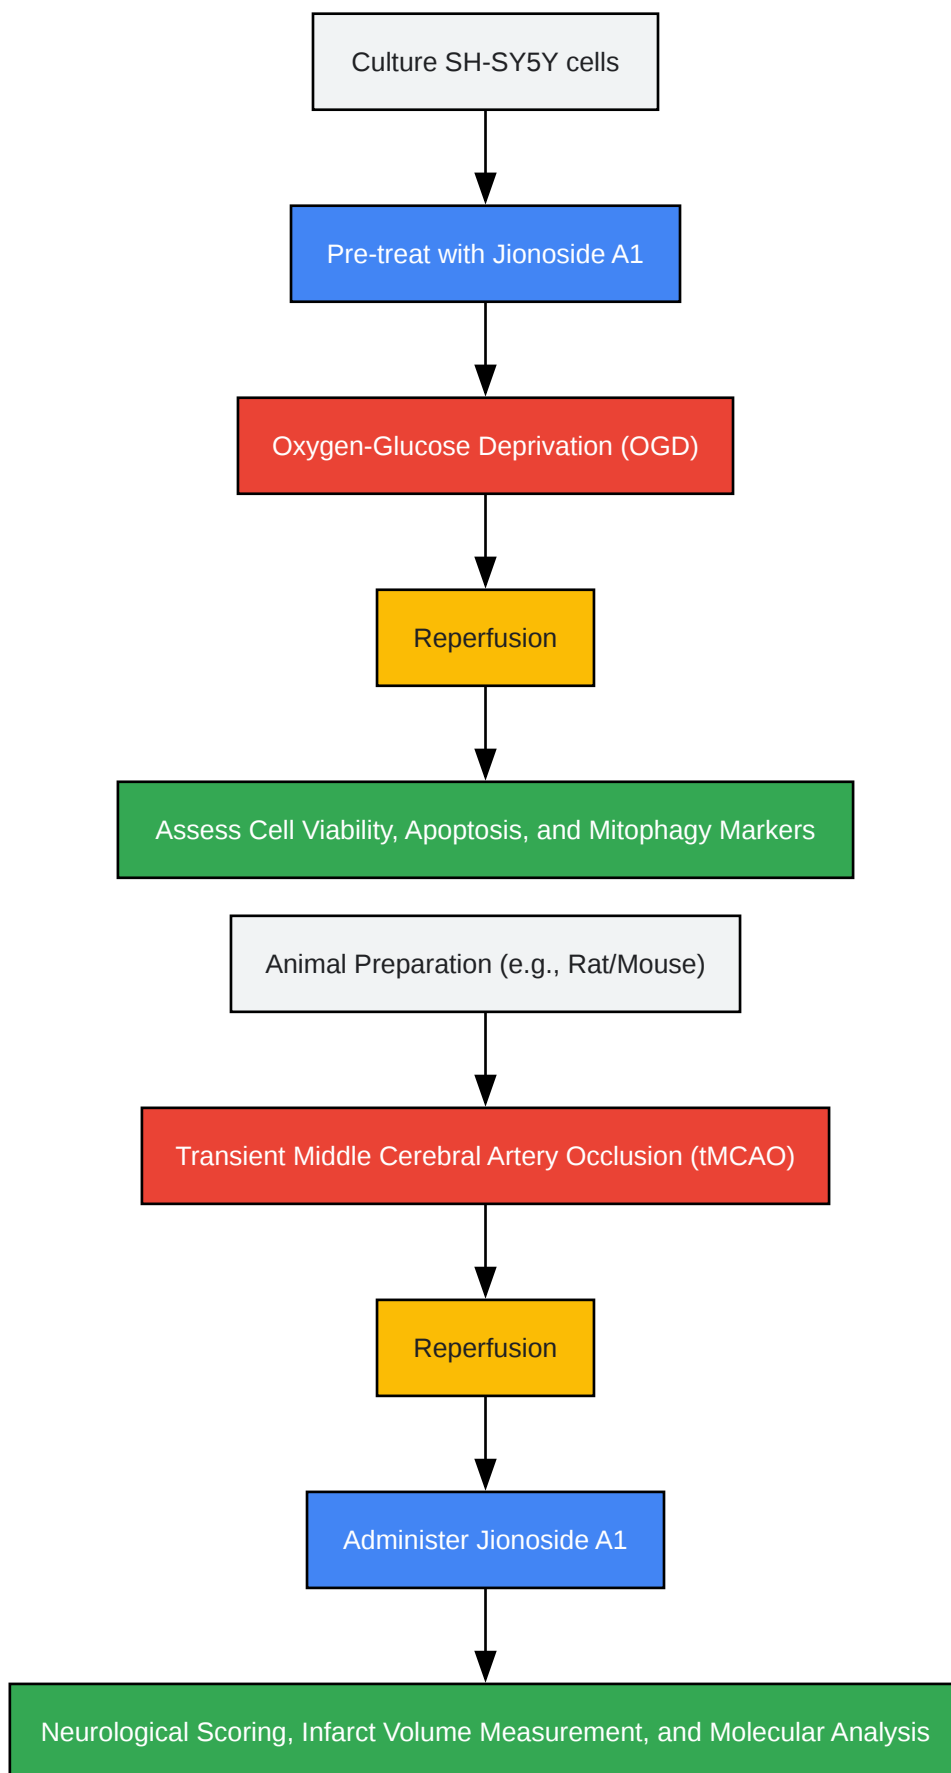 Culture SH-SY5Y cells
Pre-treat with Jionoside A1
Oxygen-Glucose Deprivation (OGD)
Reperfusion
Assess Cell Viability, Apoptosis, and Mitophagy Markers
Animal Preparation (e.g., Rat/Mouse)
Transient Middle Cerebral Artery Occlusion (tMCAO)
Reperfusion
Administer Jionoside A1
Neurological Scoring, Infarct Volume Measurement, and Molecular Analysis